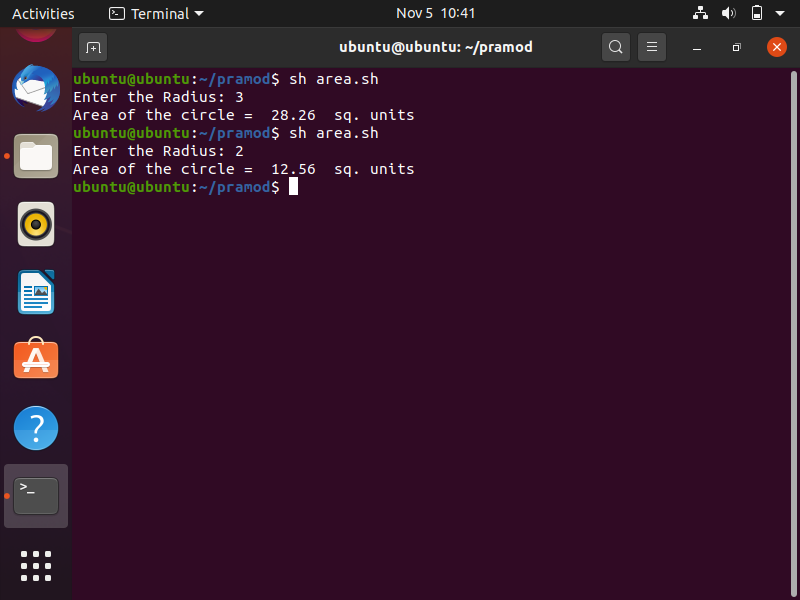 Activities Terminal Nov 5 10:41
ubuntu@ubuntu: ~/pramod
ubuntu@ubuntu:~/pramod$ sh area.sh
Enter the Radius: 3
Area of the circle =  28.26  sq. units
ubuntu@ubuntu:~/pramod$ sh area.sh
Enter the Radius: 2
Area of the circle =  12.56  sq. units
ubuntu@ubuntu:~/pramod$